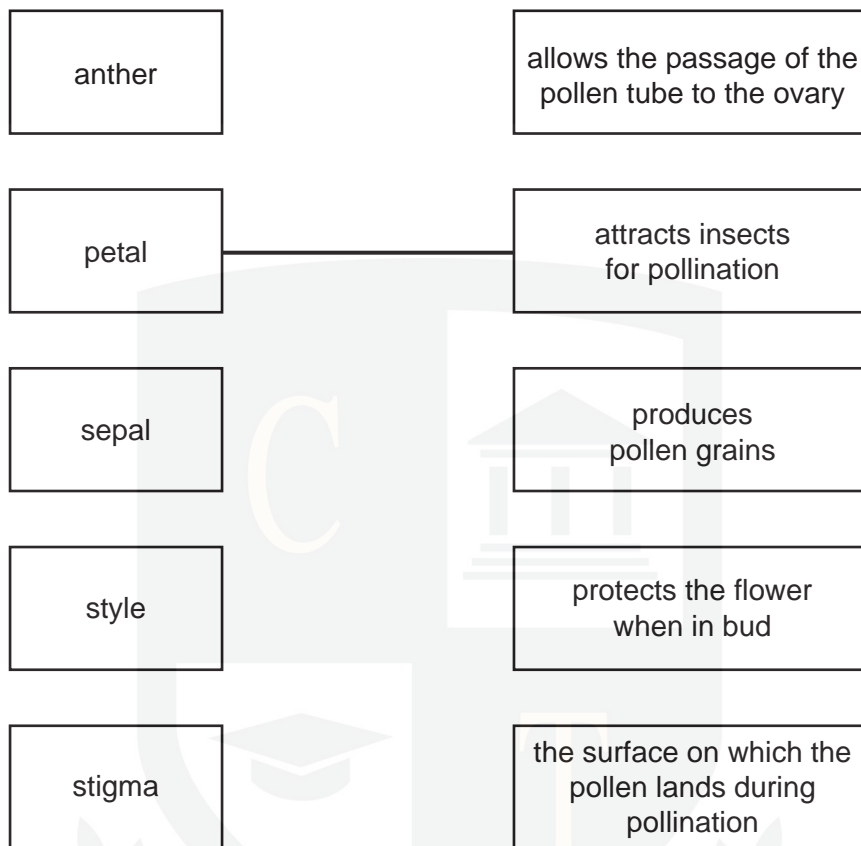 anther
allows the passage of the
pollen tube to the ovary
petal
attracts insects
for pollination
sepal
produces
pollen grains
style
protects the flower
when in bud
stigma
the surface on which the
pollen lands during
pollination
C
T